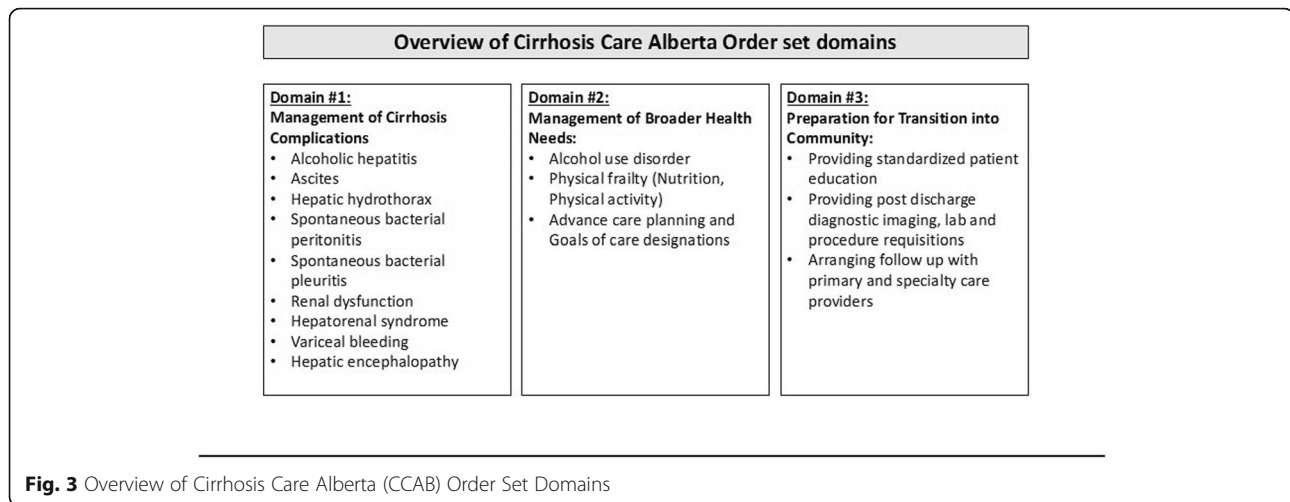 Overview of Cirrhosis Care Alberta Order set domains
Domain #1:
Management of Cirrhosis
Complications
• Alcoholic hepatitis
• Ascites
• Hepatic hydrothorax
• Spontaneous bacterial
peritonitis
• Spontaneous bacterial
pleuritis
• Renal dysfunction
• Hepatorenal syndrome
• Variceal bleeding
• Hepatic encephalopathy
Domain #2:
Management of Broader Health
Needs:
• Alcohol use disorder
• Physical frailty (Nutrition,
Physical activity)
• Advance care planning and
Goals of care designations
Domain #3:
Preparation for Transition into
Community:
• Providing standardized patient
education
• Providing post discharge
diagnostic imaging, lab and
procedure requisitions
• Arranging follow up with
primary and specialty care
providers
Fig. 3 Overview of Cirrhosis Care Alberta (CCAB) Order Set Domains